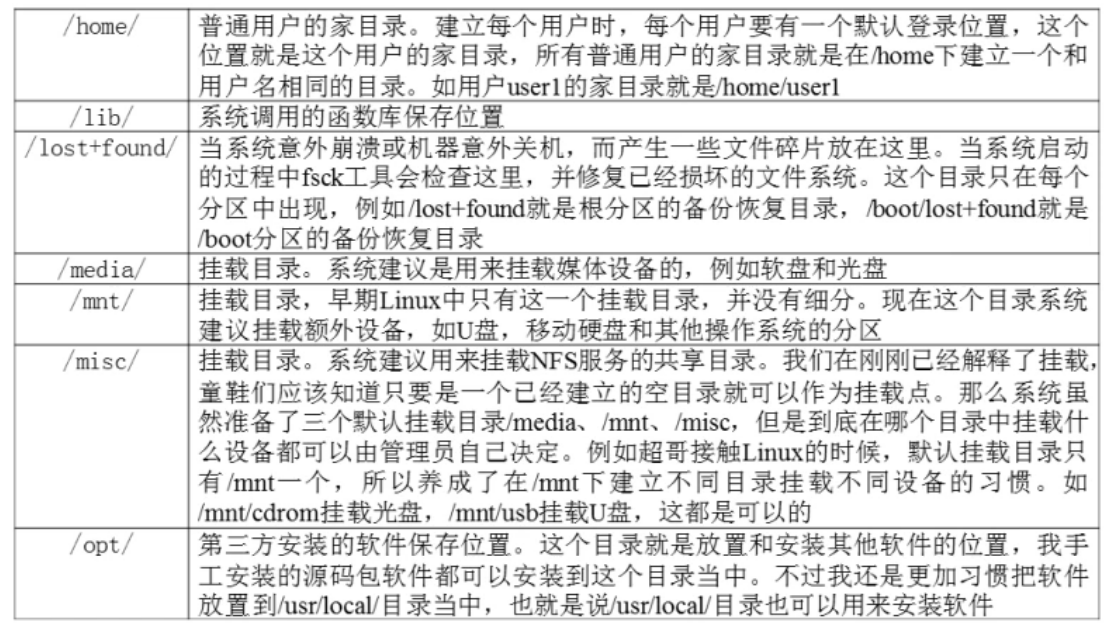 /home/ 普通用户的家目录。建立每个用户时，每个用户要有一个默认登录位置，这个
位置就是这个用户的家目录，所有普通用户的家目录就是在/home下建立一个和
用户名相同的目录。如用户user1的家目录就是/home/user1
/lib/ 系统调用的函数库保存位置
/lost+found/ 当系统意外崩溃或机器意外关机，而产生一些文件碎片放在这里。当系统启动
的过程中fsck工具会检查这里，并修复已经损坏的文件系统。这个目录只在每个
分区中出现，例如/lost+found就是根分区的备份恢复目录，/boot/lost+found就是
/boot分区的备份恢复目录
/media/ 挂载目录。系统建议是用来挂载媒体设备的，例如软盘和光盘
/mnt/ 挂载目录，早期Linux中只有这一个挂载目录，并没有细分。现在这个目录系统
建议挂载额外设备，如U盘，移动硬盘和其他操作系统的分区
/misc/ 挂载目录。系统建议用来挂载NFS服务的共享目录。我们在刚刚已经解释了挂载，
童鞋们应该知道只要是一个已经建立的空目录就可以作为挂载点。那么系统虽
然准备了三个默认挂载目录/media、/mnt、/misc，但是到底在哪个目录中挂载什
么设备都可以由管理员自己决定。例如超哥接触Linux的时候，默认挂载目录只
有/mnt一个，所以养成了在/mnt下建立不同目录挂载不同设备的习惯。如
/mnt/cdrom挂载光盘，/mnt/usb挂载U盘，这都是可以的
/opt/ 第三方安装的软件保存位置。这个目录就是放置和安装其他软件的位置，我手
工安装的源码包软件都可以安装到这个目录当中。不过我还是更加习惯把软件
放置到/usr/local/目录当中，也就是说/usr/local/目录也可以用来安装软件